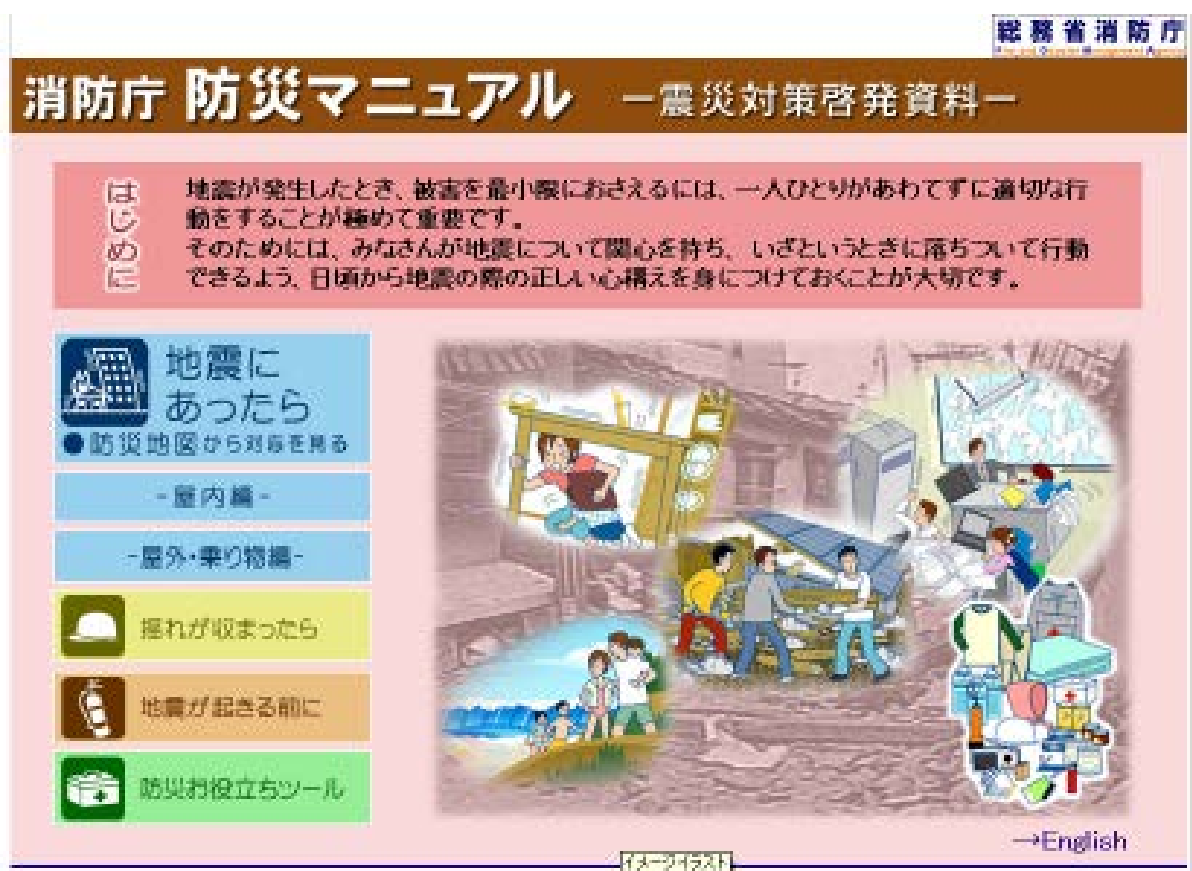 総務省消防庁
消防庁 防災マニュアル ー震災対策啓発資料ー
はじめに
地震が発生したとき、被害を最小限におさえるには、一人ひとりがあわてずに適切な行
動をすることが極めて重要です。
そのためには、みなさんが地震について関心を持ち、いざというときに落ちついて行動
できるよう、日頃から地震の際の正しい心構えを身につけておくことが大切です。
地震に
あったら
●防災地図から対応を見る
-屋内編-
-屋外・乗り物編-
揺れが収まったら
地震が起きる前に
防災お役立ちツール
→English
イメージイラスト